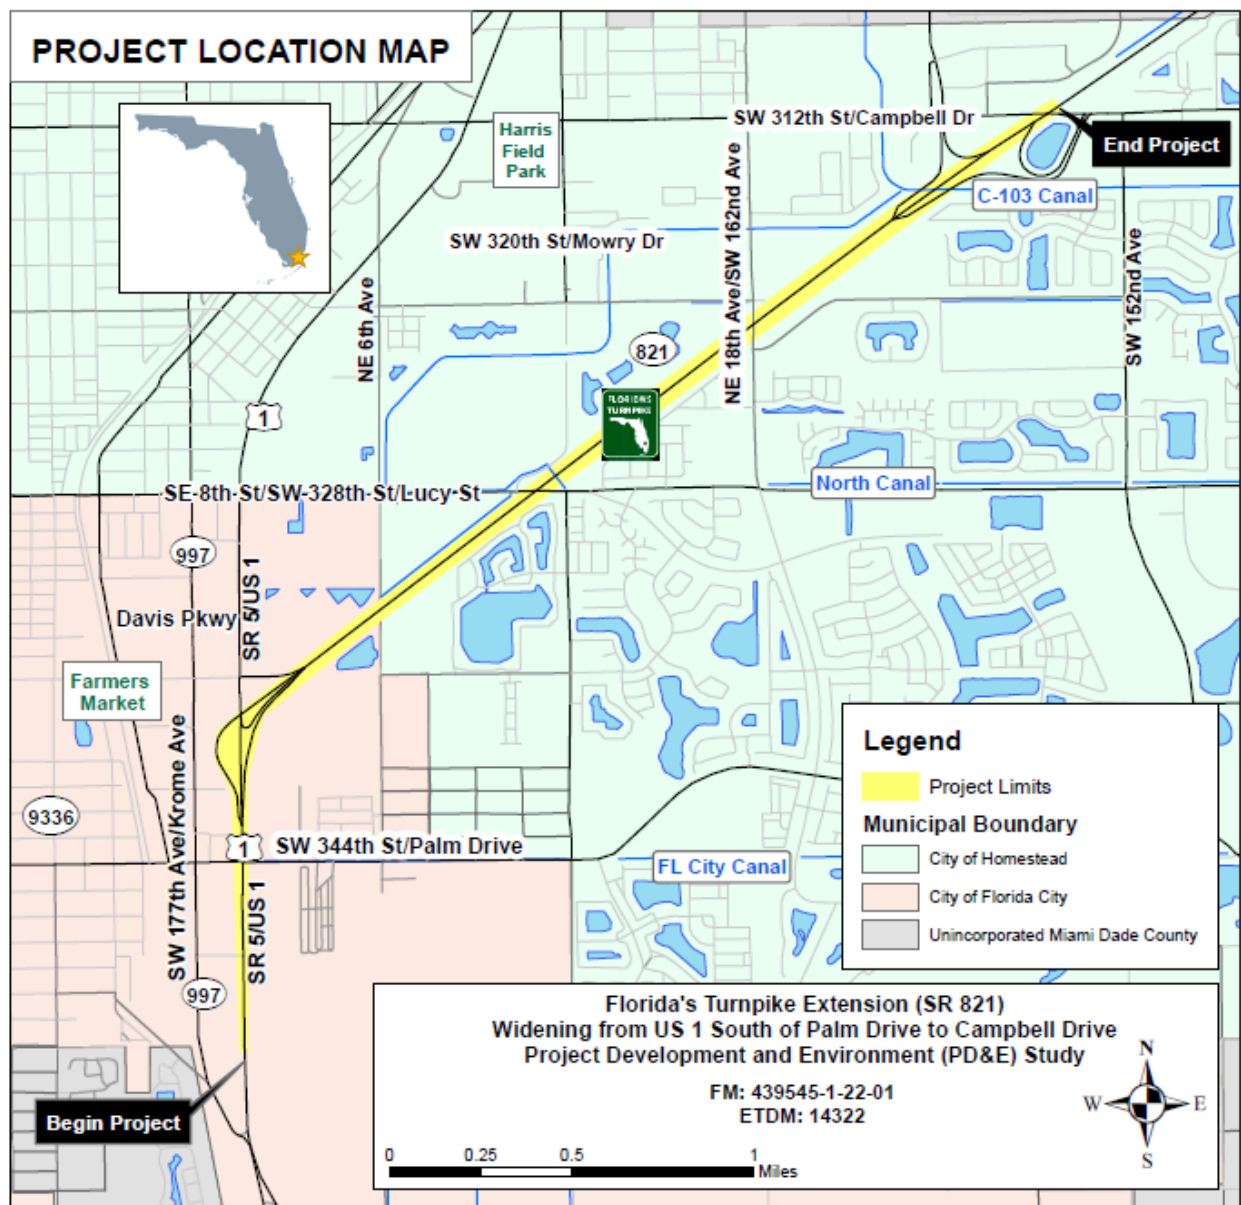 PROJECT LOCATION MAP
SW 312th St/Campbell Dr
End Project
Harris
Field
Park
C-103 Canal
SW 320th St/Mowry Dr
NE 6th Ave
NE 18th Ave/SW 162nd Ave
SW 152nd Ave
821
FLORIDA'S
TURNPIKE
1
SE 8th St/SW 328th St/Lucy St
North Canal
997
SR 5/US 1
Davis Pkwy
Farmers
Market
SW 177th Ave/Krome Ave
9336
1
SW 344th St/Palm Drive
FL City Canal
SR 5/US 1
997
Begin Project
Legend
Project Limits
Municipal Boundary
City of Homestead
City of Florida City
Unincorporated Miami Dade County
Florida's Turnpike Extension (SR 821)
Widening from US 1 South of Palm Drive to Campbell Drive
Project Development and Environment (PD&E) Study
FM: 439545-1-22-01
ETDM: 14322
N
W E
S
0 0.25 0.5 1
Miles